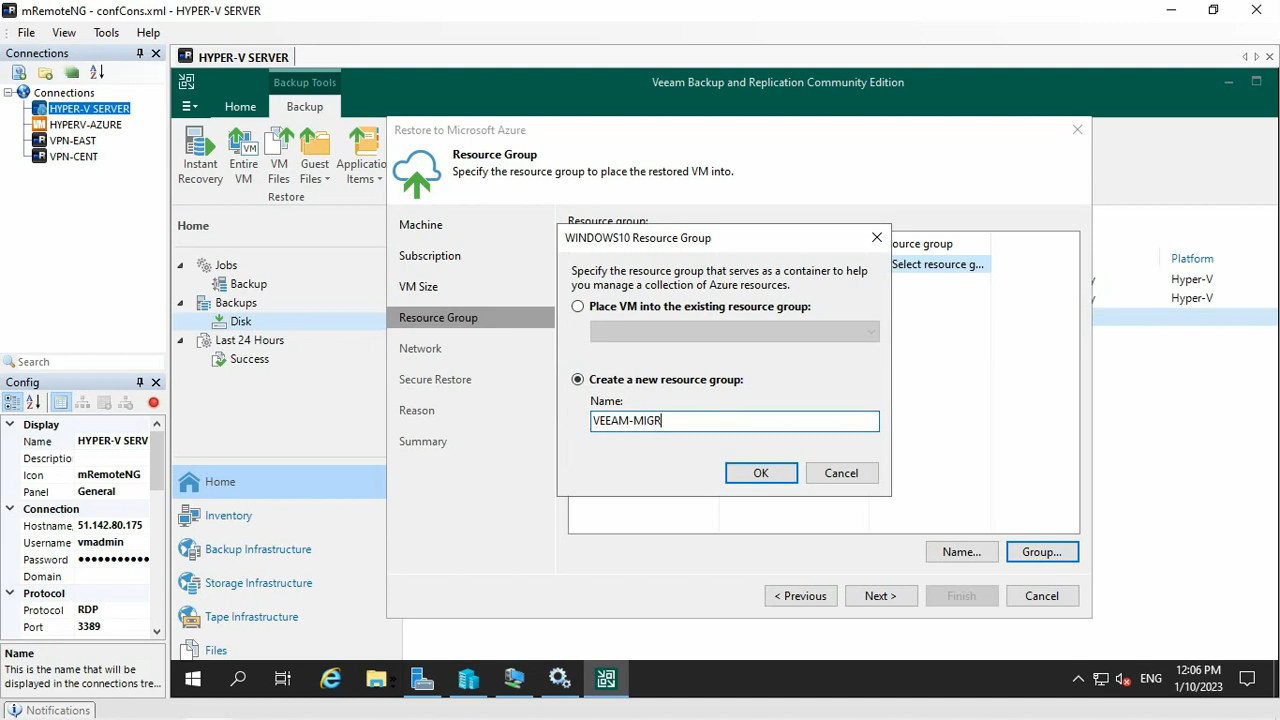 mRemoteNG - confCons.xml - HYPER-V SERVER
File View Tools Help
Connections
Connections
HYPER-V SERVER
HYPERV-AZURE
VPN-EAST
VPN-CENT
Search
Config
Display
Name HYPER-V SERV
Descriptio
Icon mRemoteNG
Panel General
Connection
Hostname, 51.142.80.175
Username vmadmin
Password ●●●●●●●●●●
Domain
Protocol
Protocol RDP
Port 3389
Name
This is the name that will be
displayed in the connections tre...
Notifications
HYPER-V SERVER
Backup Tools
Veeam Backup and Replication Community Edition
Home Backup
Instant
Recovery
Entire
VM
VM
Files
Guest
Files
Application
Items
Restore
Home
Jobs
Backup
Backups
Disk
Last 24 Hours
Success
Home
Inventory
Backup Infrastructure
Storage Infrastructure
Tape Infrastructure
Files
Restore to Microsoft Azure
Resource Group
Specify the resource group to place the restored VM into.
Machine
Subscription
VM Size
Resource Group
Network
Secure Restore
Reason
Summary
Resource group:
ource group
Select resource g...
WINDOWS10 Resource Group
Specify the resource group that serves as a container to help
you manage a collection of Azure resources.
Place VM into the existing resource group:
Create a new resource group:
Name:
VEEAM-MIGR
OK Cancel
Name... Group...
< Previous Next > Finish Cancel
Platform
Hyper-V
Hyper-V
ENG
12:06 PM
1/10/2023